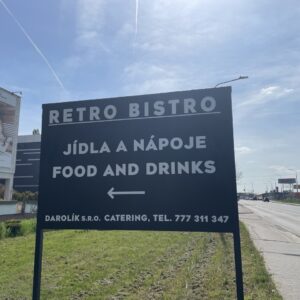 RETRO BISTRO
JÍDLA A NÁPOJE
FOOD AND DRINKS
DAROLÍK S.R.O. CATERING, TEL. 777 311 347